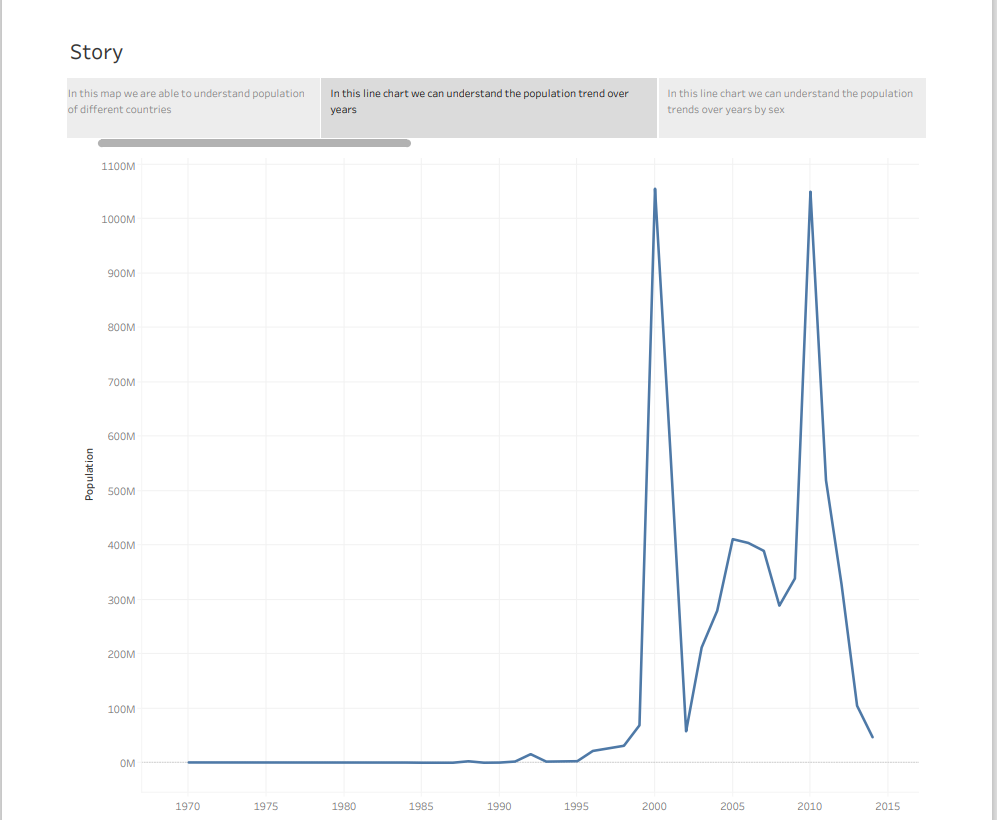 Story
In this map we are able to understand population
of different countries
In this line chart we can understand the population trend over
years
In this line chart we can understand the population
trends over years by sex
1100M
1000M
900M
800M
700M
600M
500M
400M
300M
200M
100M
0M
Population
1970 1975 1980 1985 1990 1995 2000 2005 2010 2015